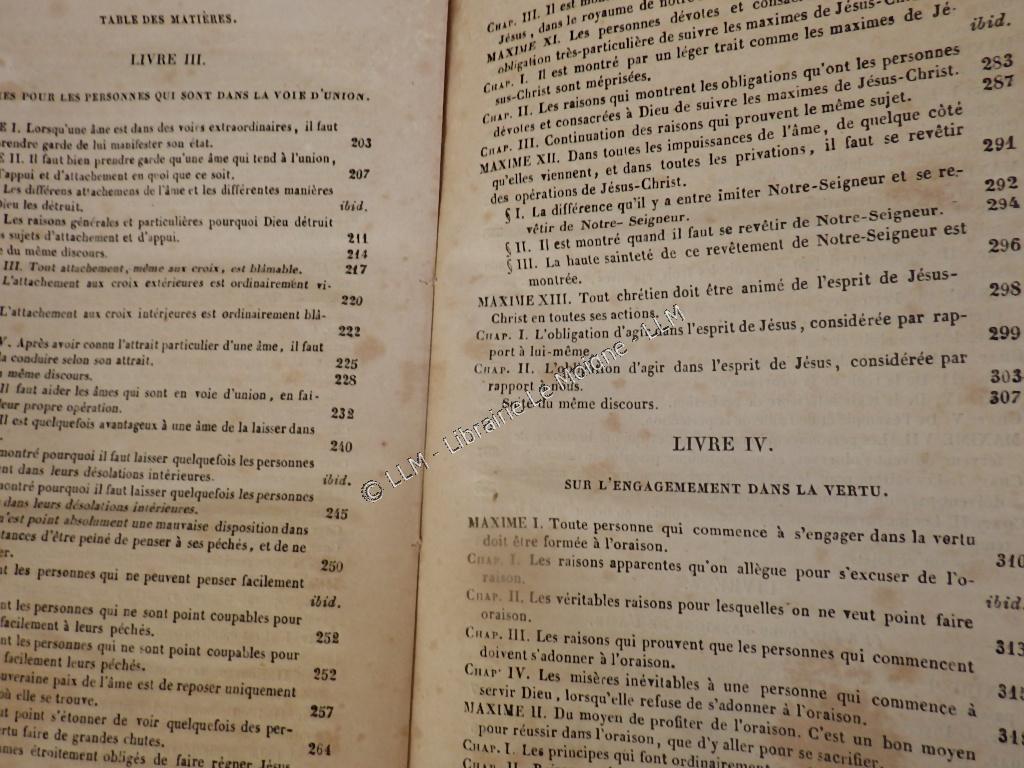 TABLE DES MATIÈRES.
LIVRE III.
POUR LES PERSONNES QUI SONT DANS LA VOIE D'UNION.
I. Lorsqu'une âme est dans des voies extraordinaires, il faut
prendre garde de lui manifester son état. 203
II. Il faut bien prendre garde qu'une âme qui tend à l'union,
d'appui et d'attachement en quoi que ce soit. 207
Les différens attachemens de l'âme et les différentes manières
Dieu les détruit. ibid.
Les raisons générales et particulières pourquoi Dieu détruit
sujets d'attachement et d'appui. 211
du même discours. 214
III. Tout attachement, même aux croix, est blâmable. 217
L'attachement aux croix extérieures est ordinairement vi-
220
L'attachement aux croix intérieures est ordinairement blâ-
222
V. Après avoir connu l'attrait particulier d'une âme, il faut
la conduire selon son attrait. 225
même discours. 228
Il faut aider les âmes qui sont en voie d'union, en fai-
leur propre opération. 232
Il est quelquefois avantageux à une âme de la laisser dans
240
montré pourquoi il faut laisser quelquefois les personnes
dans leurs désolations intérieures. ibid.
montré pourquoi il faut laisser quelquefois les personnes
dans leurs désolations intérieures. 245
n'est point absolument une mauvaise disposition dans
d'être peiné de penser à ses péchés, et de ne
250
les personnes qui ne peuvent penser facilement
ibid.
les personnes qui ne sont point coupables pour
facilement à leurs péchés. 252
les personnes qui ne sont point coupables pour
facilement leurs péchés. 252
paix de l'âme est de reposer uniquement
où elle se trouve. 257
point s'étonner de voir quelquefois des per-
faire de grandes chutes. 264
étroitement obligés de faire régner Jésus
CHAP. III. Il est
Jésus, dans le royaume de
MAXIME XI. Les personnes dévotes et
obligation très-particulière de suivre les maximes de
CHAP. I. Il est montré par un léger trait comme les maximes de Jé-
sus-Christ sont méprisées. ibid.
CHAP. II. Les raisons qui montrent les obligations qu'ont les personnes
dévotes et consacrées à Dieu de suivre les maximes de Jésus-Christ. 283
CHAP. III. Continuation des raisons qui prouvent le même sujet. 287
MAXIME XII. Dans toutes les impuissances de l'âme, de quelque côté
qu'elles viennent, et dans toutes les privations, il faut se revêtir
des opérations de Jésus-Christ. 291
§ I. La différence qu'il y a entre imiter Notre-Seigneur et se re-
vêtir de Notre-Seigneur. 292
§ II. Il est montré quand il faut se revêtir de Notre-Seigneur. 294
§ III. La haute sainteté de ce revêtement de Notre-Seigneur est
montrée. 296
MAXIME XIII. Tout chrétien doit être animé de l'esprit de Jésus-
Christ en toutes ses actions. 298
CHAP. I. L'obligation d'agir dans l'esprit de Jésus, considérée par rap-
port à lui-même. 299
CHAP. II. L'obligation d'agir dans l'esprit de Jésus, considérée par
rapport à nous. 303
Suite du même discours. 307
LIVRE IV.
SUR L'ENGAGEMEMENT DANS LA VERTU.
MAXIME I. Toute personne qui commence à s'engager dans la vertu
doit être formée à l'oraison. 310
CHAP. I. Les raisons apparentes qu'on allègue pour s'excuser de l'o-
raison. ibid.
CHAP. II. Les véritables raisons pour lesquelles on ne veut point faire
oraison. 313
CHAP. III. Les raisons qui prouvent que les personnes qui commencent
doivent s'adonner à l'oraison. 315
CHAP. IV. Les misères inévitables à une personne qui commence à
servir Dieu, lorsqu'elle refuse de s'adonner à l'oraison.
MAXIME II. Du moyen de profiter de l'oraison. C'est un bon moyen
pour réussir dans l'oraison, que d'y aller pour se sacrifier.
CHAP. I. Les principes qui font
© LLM - Librairie Le Moigne - LLM